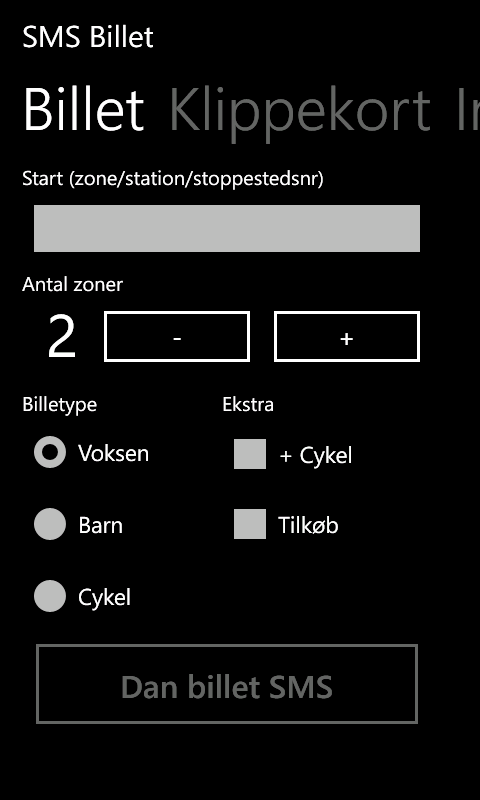 SMS Billet
Billet Klippekort
Start (zone/station/stoppestedsnr)
Antal zoner
2 - +
Billetype Ekstra
Voksen + Cykel
Barn Tilkøb
Cykel
Dan billet SMS